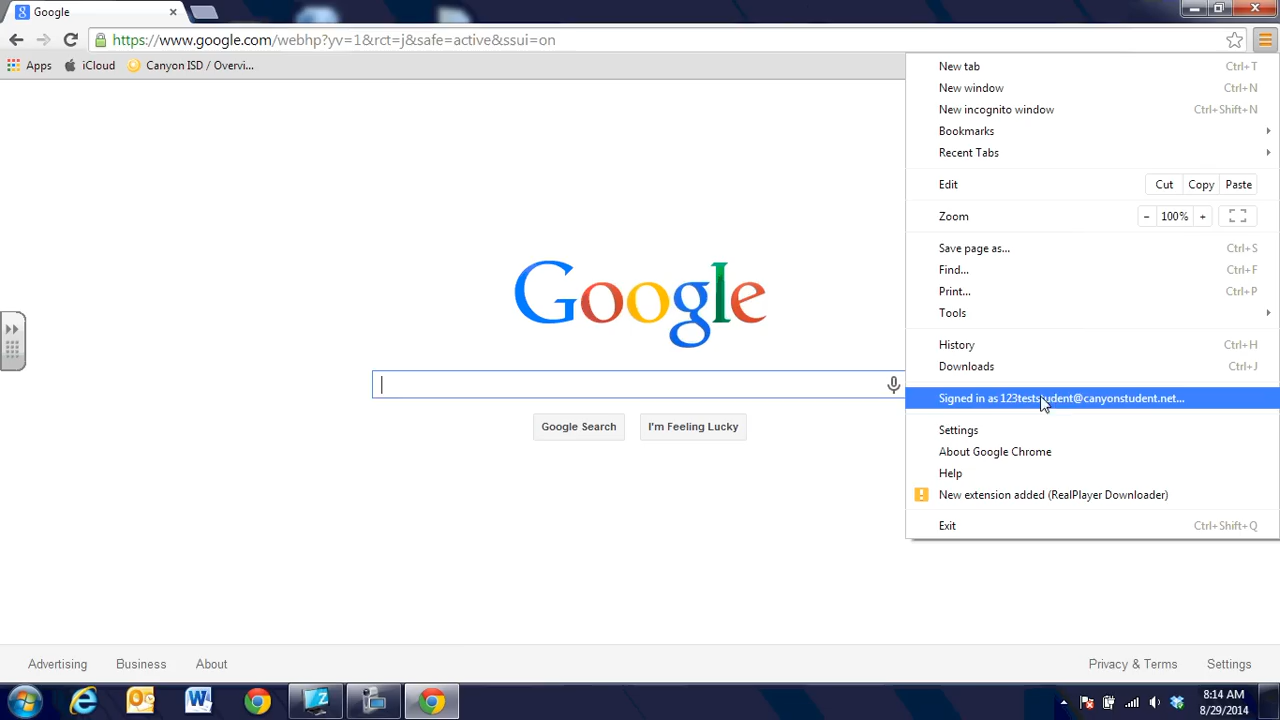 Google
https://www.google.com/webhp?yv=1&rct=j&safe=active&ssui=on
Apps iCloud Canyon ISD / Overvi...
New tab Ctrl+T
New window Ctrl+N
New incognito window Ctrl+Shift+N
Bookmarks
Recent Tabs
Edit Cut Copy Paste
Zoom − 100% +
Save page as... Ctrl+S
Find... Ctrl+F
Print... Ctrl+P
Tools
History Ctrl+H
Downloads Ctrl+J
Signed in as 123teststudent@canyonstudent.net...
Settings
About Google Chrome
Help
New extension added (RealPlayer Downloader)
Exit Ctrl+Shift+Q
Google
Google Search I'm Feeling Lucky
Advertising Business About Privacy & Terms Settings
8:14 AM
8/29/2014